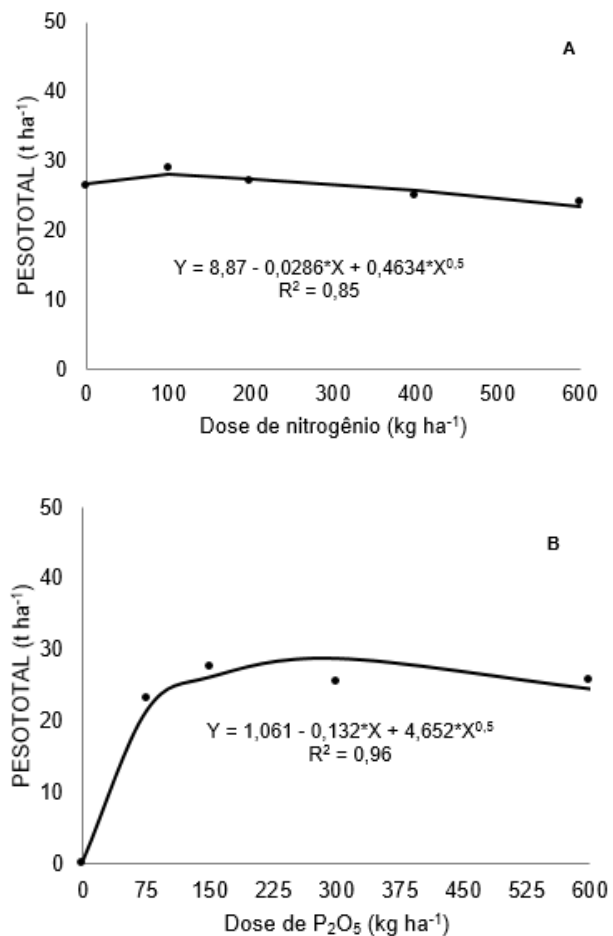 50
A
40
30
20
10
0
PESOTOTAL (t ha⁻¹)
Y = 8,87 - 0,0286*X + 0,4634*X⁰,⁵
R² = 0,85
0 100 200 300 400 500 600
Dose de nitrogênio (kg ha⁻¹)
50
B
40
30
20
10
0
PESOTOTAL (t ha⁻¹)
Y = 1,061 - 0,132*X + 4,652*X⁰,⁵
R² = 0,96
0 75 150 225 300 375 450 525 600
Dose de P₂O₅ (kg ha⁻¹)